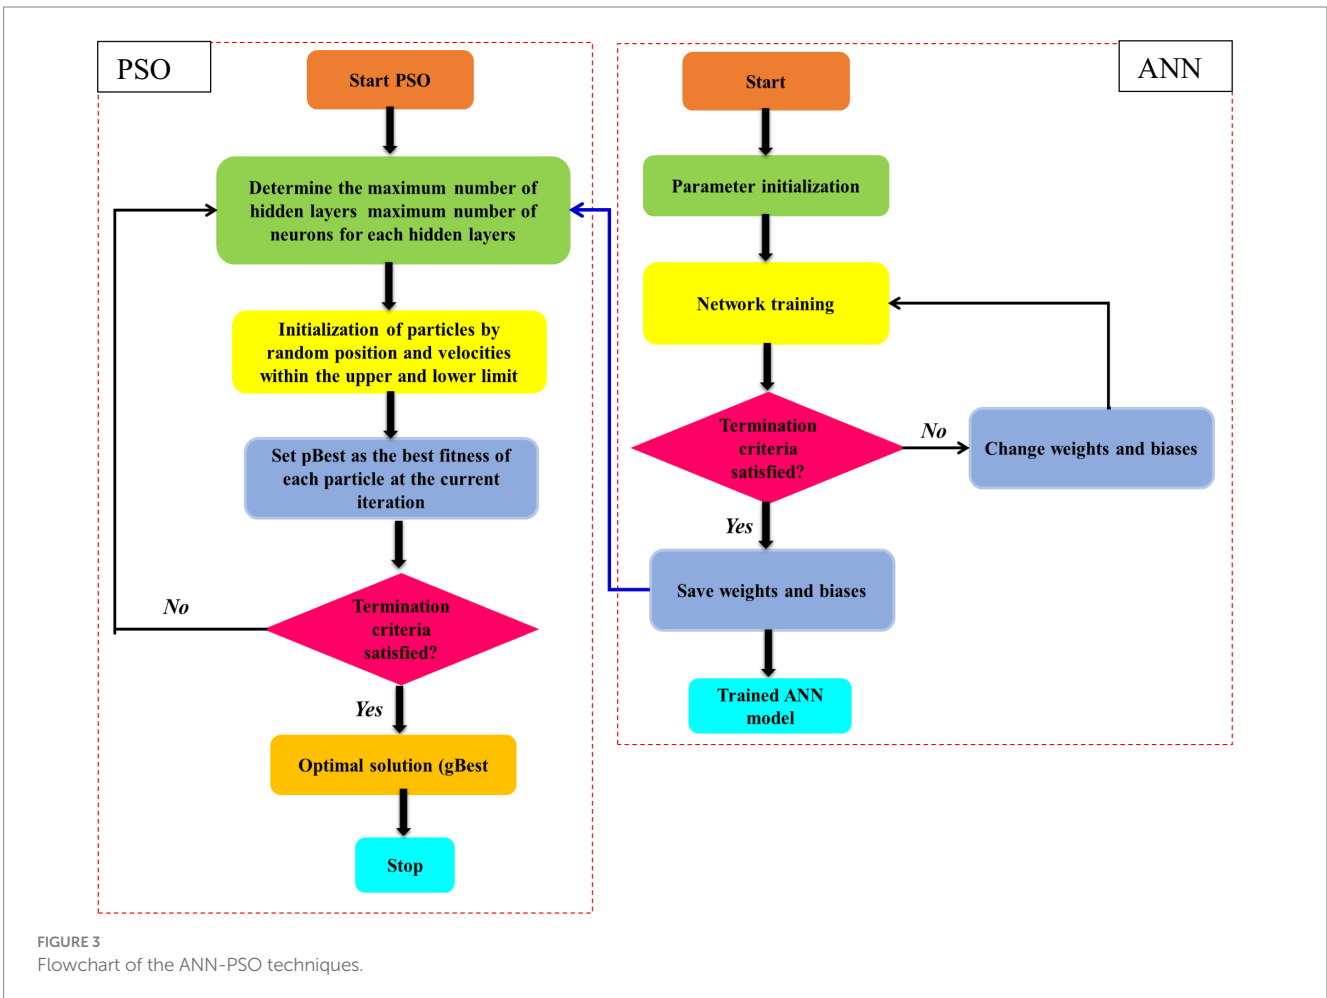 PSO
Start PSO
Determine the maximum number of
hidden layers maximum number of
neurons for each hidden layers
Initialization of particles by
random position and velocities
within the upper and lower limit
Set pBest as the best fitness of
each particle at the current
iteration
Termination
criteria
satisfied?
No
Yes
Optimal solution (gBest
Stop
ANN
Start
Parameter initialization
Network training
Termination
criteria
satisfied?
No
Change weights and biases
Yes
Save weights and biases
Trained ANN
model
FIGURE 3
Flowchart of the ANN-PSO techniques.